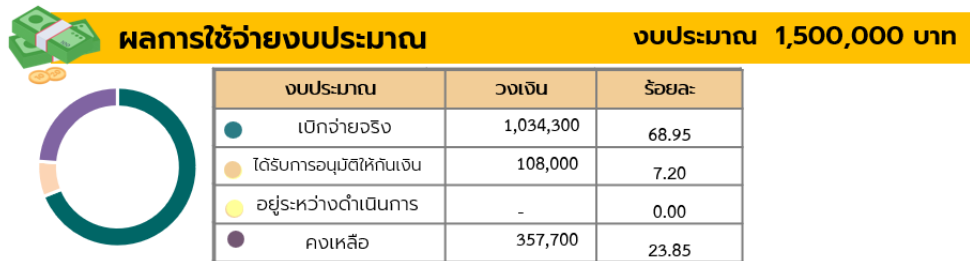 ผลการใช้จ่ายงบประมาณ งบประมาณ 1,500,000 บาท
งบประมาณ วงเงิน ร้อยละ
เบิกจ่ายจริง 1,034,300 68.95
ได้รับการอนุมัติให้กันเงิน 108,000 7.20
อยู่ระหว่างดำเนินการ - 0.00
คงเหลือ 357,700 23.85